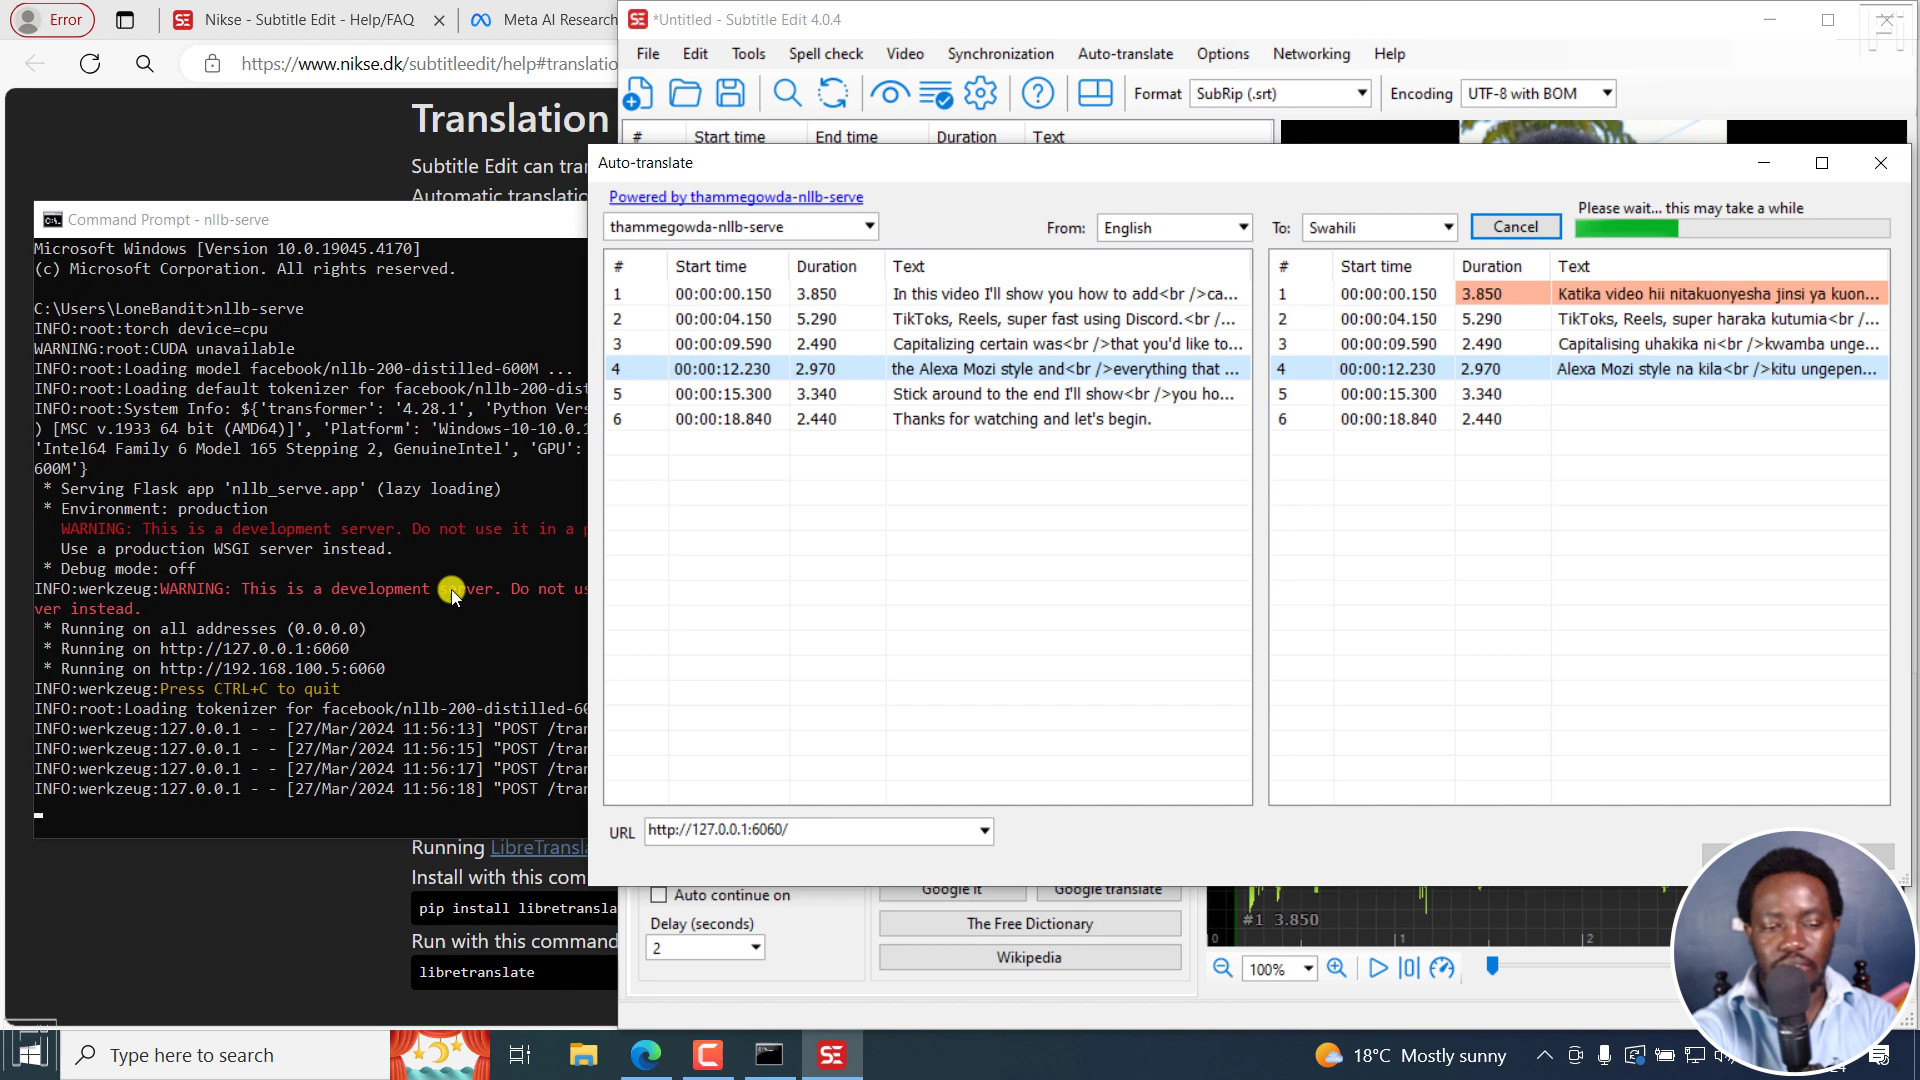 Error
Nikse - Subtitle Edit - Help/FAQ
Meta AI Research
https://www.nikse.dk/subtitleedit/help#translatio
Translation
Subtitle Edit can tra
Automatic translatio
Command Prompt - nllb-serve
Microsoft Windows [Version 10.0.19045.4170]
(c) Microsoft Corporation. All rights reserved.
C:\Users\LoneBandit>nllb-serve
INFO:root:torch device=cpu
WARNING:root:CUDA unavailable
INFO:root:Loading model facebook/nllb-200-distilled-600M ...
INFO:root:Loading default tokenizer for facebook/nllb-200-dist
INFO:root:System Info: ${'transformer': '4.28.1', 'Python Vers
) [MSC v.1933 64 bit (AMD64)]', 'Platform': 'Windows-10-10.0.1
'Intel64 Family 6 Model 165 Stepping 2, GenuineIntel', 'GPU':
600M'}
* Serving Flask app 'nllb_serve.app' (lazy loading)
* Environment: production
WARNING: This is a development server. Do not use it in a p
Use a production WSGI server instead.
* Debug mode: off
INFO:werkzeug:WARNING: This is a development server. Do not us
ver instead.
* Running on all addresses (0.0.0.0)
* Running on http://127.0.0.1:6060
* Running on http://192.168.100.5:6060
INFO:werkzeug:Press CTRL+C to quit
INFO:root:Loading tokenizer for facebook/nllb-200-distilled-60
INFO:werkzeug:127.0.0.1 - - [27/Mar/2024 11:56:13] "POST /tran
INFO:werkzeug:127.0.0.1 - - [27/Mar/2024 11:56:15] "POST /tran
INFO:werkzeug:127.0.0.1 - - [27/Mar/2024 11:56:17] "POST /tran
INFO:werkzeug:127.0.0.1 - - [27/Mar/2024 11:56:18] "POST /tran
Running LibreTransla
Install with this com
pip install libretransla
Run with this command
libretranslate
SE *Untitled - Subtitle Edit 4.0.4
File Edit Tools Spell check Video Synchronization Auto-translate Options Networking Help
Format SubRip (.srt) Encoding UTF-8 with BOM
# Start time End time Duration Text
Auto-translate
Powered by thammegowda-nllb-serve
thammegowda-nllb-serve From: English To: Swahili Cancel
Please wait... this may take a while
# Start time Duration Text
1 00:00:00.150 3.850 In this video I'll show you how to add<br />ca...
2 00:00:04.150 5.290 TikToks, Reels, super fast using Discord.<br /...
3 00:00:09.590 2.490 Capitalizing certain was<br />that you'd like to...
4 00:00:12.230 2.970 the Alexa Mozi style and<br />everything that ...
5 00:00:15.300 3.340 Stick around to the end I'll show<br />you ho...
6 00:00:18.840 2.440 Thanks for watching and let's begin.
# Start time Duration Text
1 00:00:00.150 3.850 Katika video hii nitakuonyesha jinsi ya kuon...
2 00:00:04.150 5.290 TikToks, Reels, super haraka kutumia<br /...
3 00:00:09.590 2.490 Capitalising uhakika ni<br />kwamba unge...
4 00:00:12.230 2.970 Alexa Mozi style na kila<br />kitu ungepen...
5 00:00:15.300 3.340
6 00:00:18.840 2.440
URL http://127.0.0.1:6060/
Auto continue on
Delay (seconds)
2
Google it Google translate
The Free Dictionary
Wikipedia
#1 3.850
0 1 2
100%
Type here to search
SE
18°C Mostly sunny